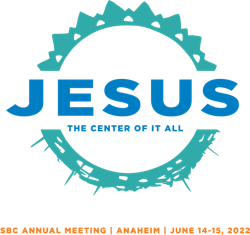 JESUS
THE CENTER OF IT ALL
SBC ANNUAL MEETING | ANAHEIM | JUNE 14-15, 2022